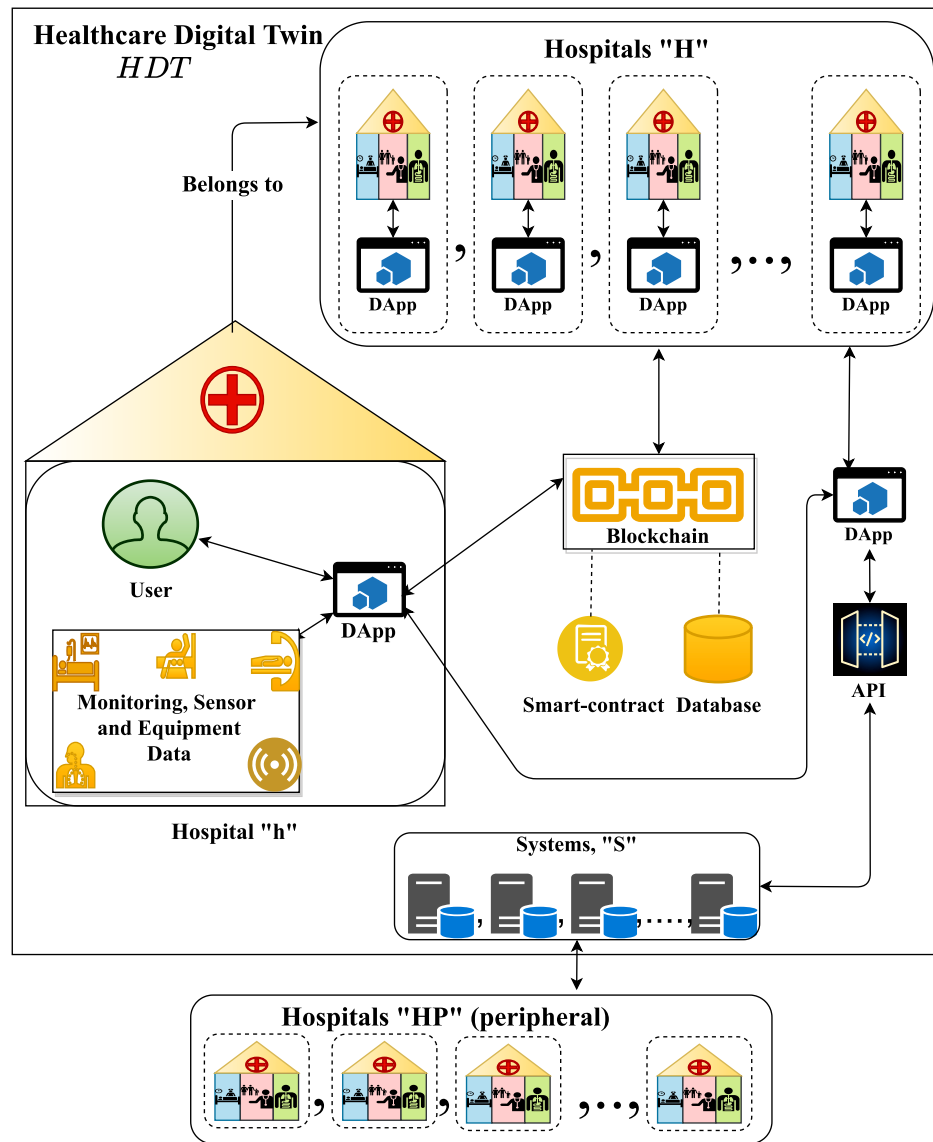 Healthcare Digital Twin
HDT
Hospitals "H"
Belongs to
DApp
,
DApp
,
DApp
,..,
DApp
User
DApp
Monitoring, Sensor
and Equipment
Data
Hospital "h"
Blockchain
Smart-contract
Database
DApp
</>
API
Systems, "S"
, , ,....,
Hospitals "HP" (peripheral)
, , ,..,